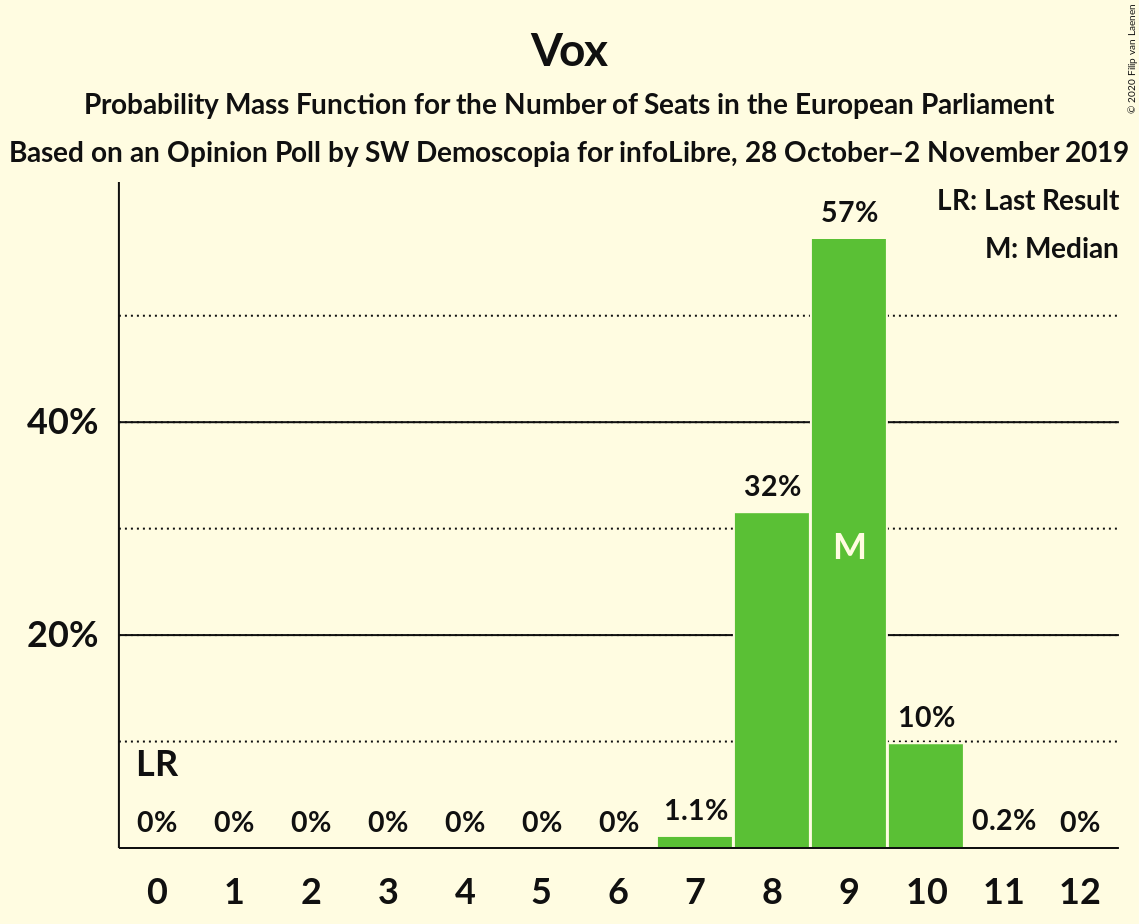 Vox
Probability Mass Function for the Number of Seats in the European Parliament
Based on an Opinion Poll by SW Demoscopia for infoLibre, 28 October–2 November 2019
© 2020 Filip van Laenen
LR: Last Result
M: Median
57%
40%
32%
M
20%
10%
LR
0% 0% 0% 0% 0% 0% 0% 1.1% 0.2% 0%
0 1 2 3 4 5 6 7 8 9 10 11 12